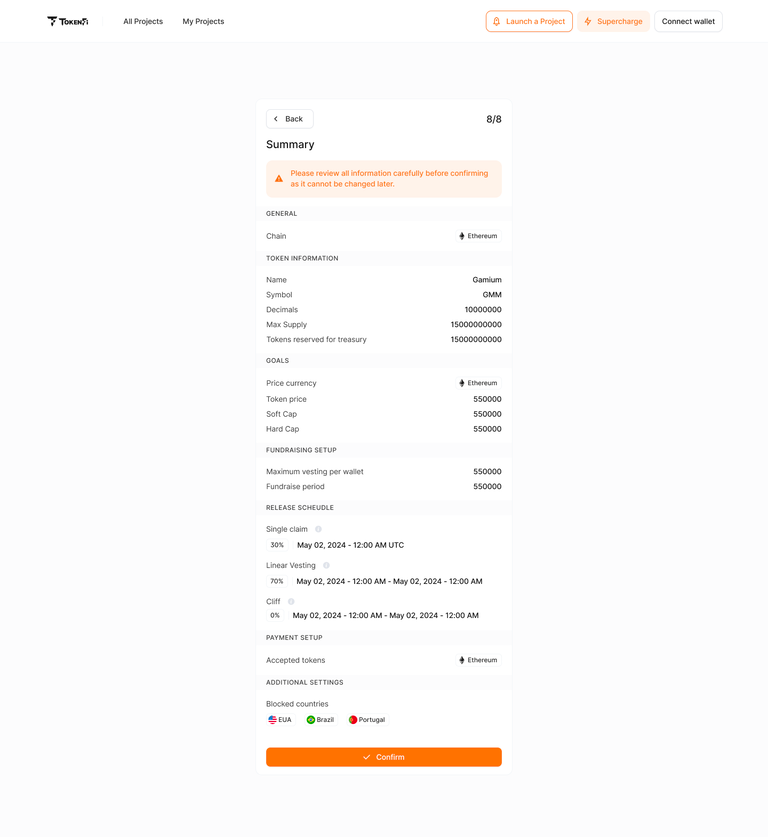 TokenFi
All Projects
My Projects
Launch a Project
Supercharge
Connect wallet
Back
8/8
Summary
Please review all information carefully before confirming
as it cannot be changed later.
GENERAL
Chain Ethereum
TOKEN INFORMATION
Name Gamium
Symbol GMM
Decimals 10000000
Max Supply 15000000000
Tokens reserved for treasury 15000000000
GOALS
Price currency Ethereum
Token price 550000
Soft Cap 550000
Hard Cap 550000
FUNDRAISING SETUP
Maximum vesting per wallet 550000
Fundraise period 550000
RELEASE SCHEUDLE
Single claim
30% May 02, 2024 - 12:00 AM UTC
Linear Vesting
70% May 02, 2024 - 12:00 AM - May 02, 2024 - 12:00 AM
Cliff
0% May 02, 2024 - 12:00 AM - May 02, 2024 - 12:00 AM
PAYMENT SETUP
Accepted tokens Ethereum
ADDITIONAL SETTINGS
Blocked countries
EUA Brazil Portugal
Confirm